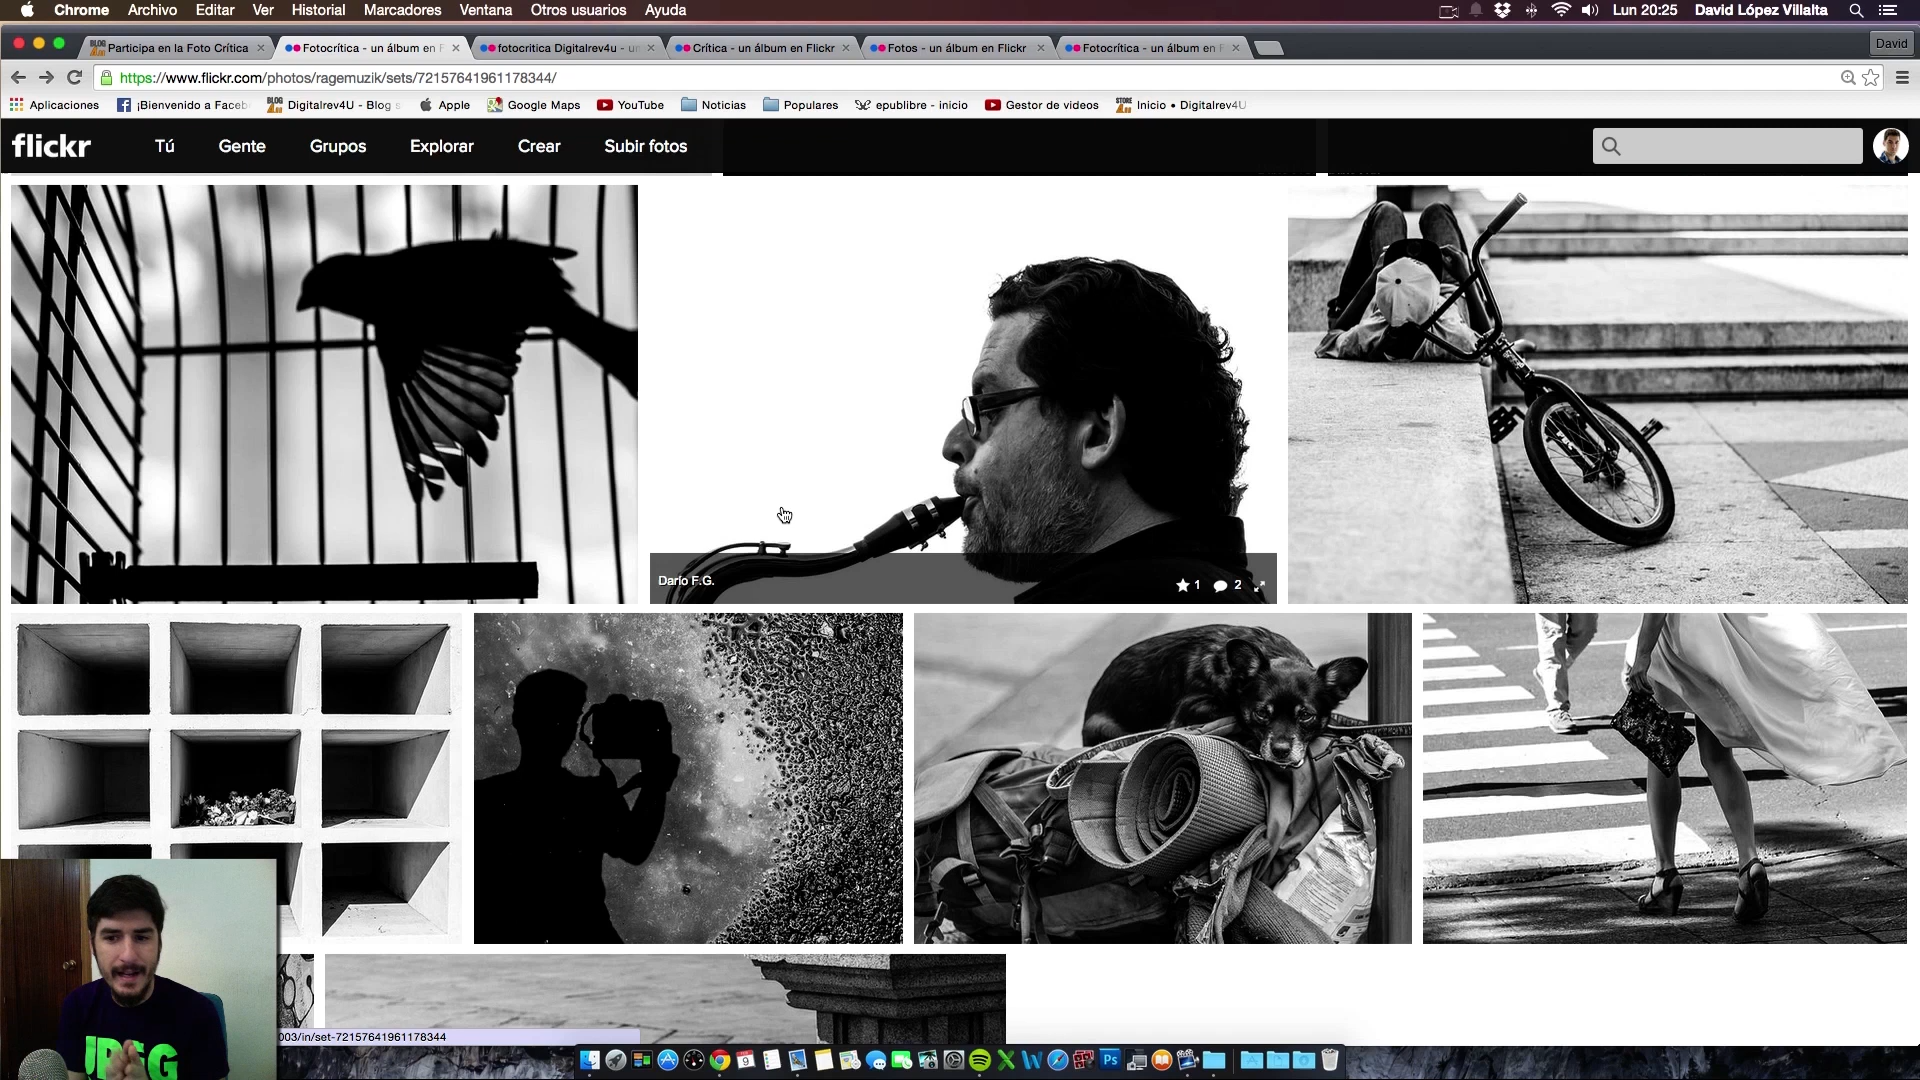 Chrome Archivo Editar Ver Historial Marcadores Ventana Otros usuarios Ayuda Lun 20:25 David López Villalta
Participa en la Foto Crítica Fotocrítica - un álbum en F fotocritica Digitalrev4u - un Crítica - un álbum en Flickr Fotos - un álbum en Flickr Fotocrítica - un álbum en F David
https://www.flickr.com/photos/ragemuzik/sets/72157641961178344/
Aplicaciones ¡Bienvenido a Faceb Digitalrev4U - Blog s Apple Google Maps YouTube Noticias Populares epublibre - inicio Gestor de videos Inicio • Digitalrev4U
flickr Tú Gente Grupos Explorar Crear Subir fotos
Darío F.G. 1 2
003/in/set-72157641961178344
JPEG